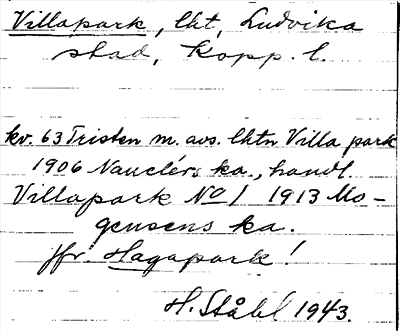 Villapark, lht, Ludvika
stad, Kopp. l.
kv. 63 Tristen m. avs. lhtn Villa park
1906 Nauclérs ka., handl.
Villapark No 1 1913 Mo-
gensens ka.
jfr. Hagapark!
H. Ståhl 1943.